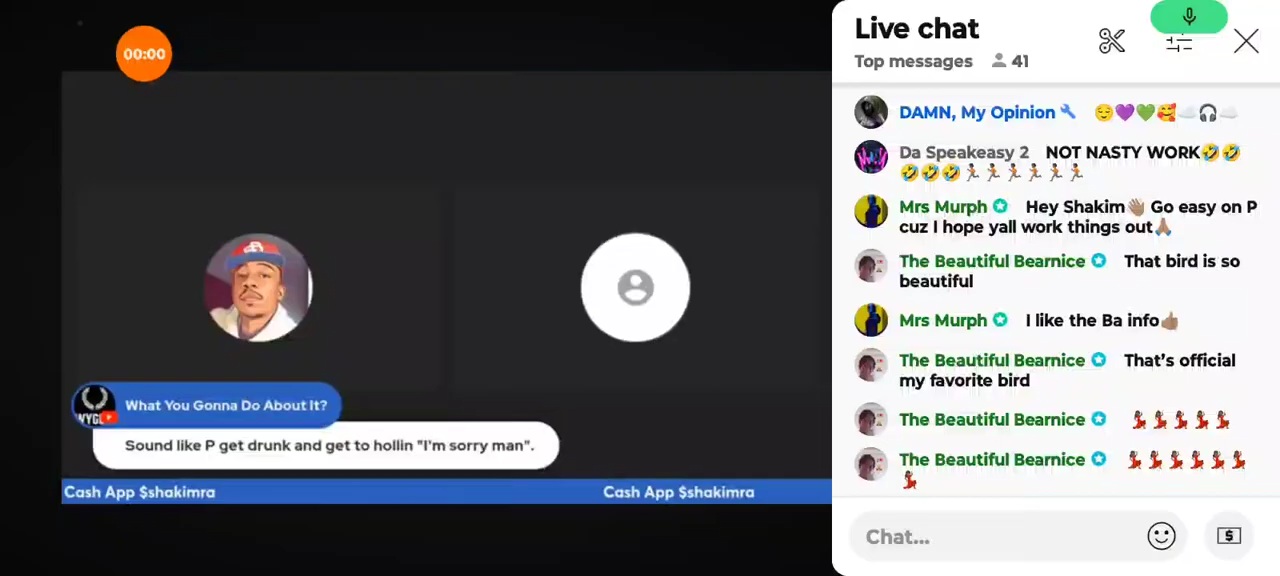 00:00
WYG
What You Gonna Do About It?
Sound like P get drunk and get to hollin "I'm sorry man".
Cash App $shakimra
Cash App $shakimra
Live chat
Top messages 41
DAMN, My Opinion 😌💜💚🥰☁️🎧☁️
Da Speakeasy 2 NOT NASTY WORK🤣🤣
🤣🤣🤣🏃🏽🏃🏽🏃🏽🏃🏽🏃🏽🏃🏽
Mrs Murph Hey Shakim👋🏽 Go easy on P
cuz I hope yall work things out🙏🏽
The Beautiful Bearnice That bird is so
beautiful
Mrs Murph I like the Ba info👍🏽
The Beautiful Bearnice That's official
my favorite bird
The Beautiful Bearnice 💃🏽💃🏽💃🏽💃🏽💃🏽
The Beautiful Bearnice 💃🏽💃🏽💃🏽💃🏽💃🏽💃🏽
💃🏽
Chat...
$